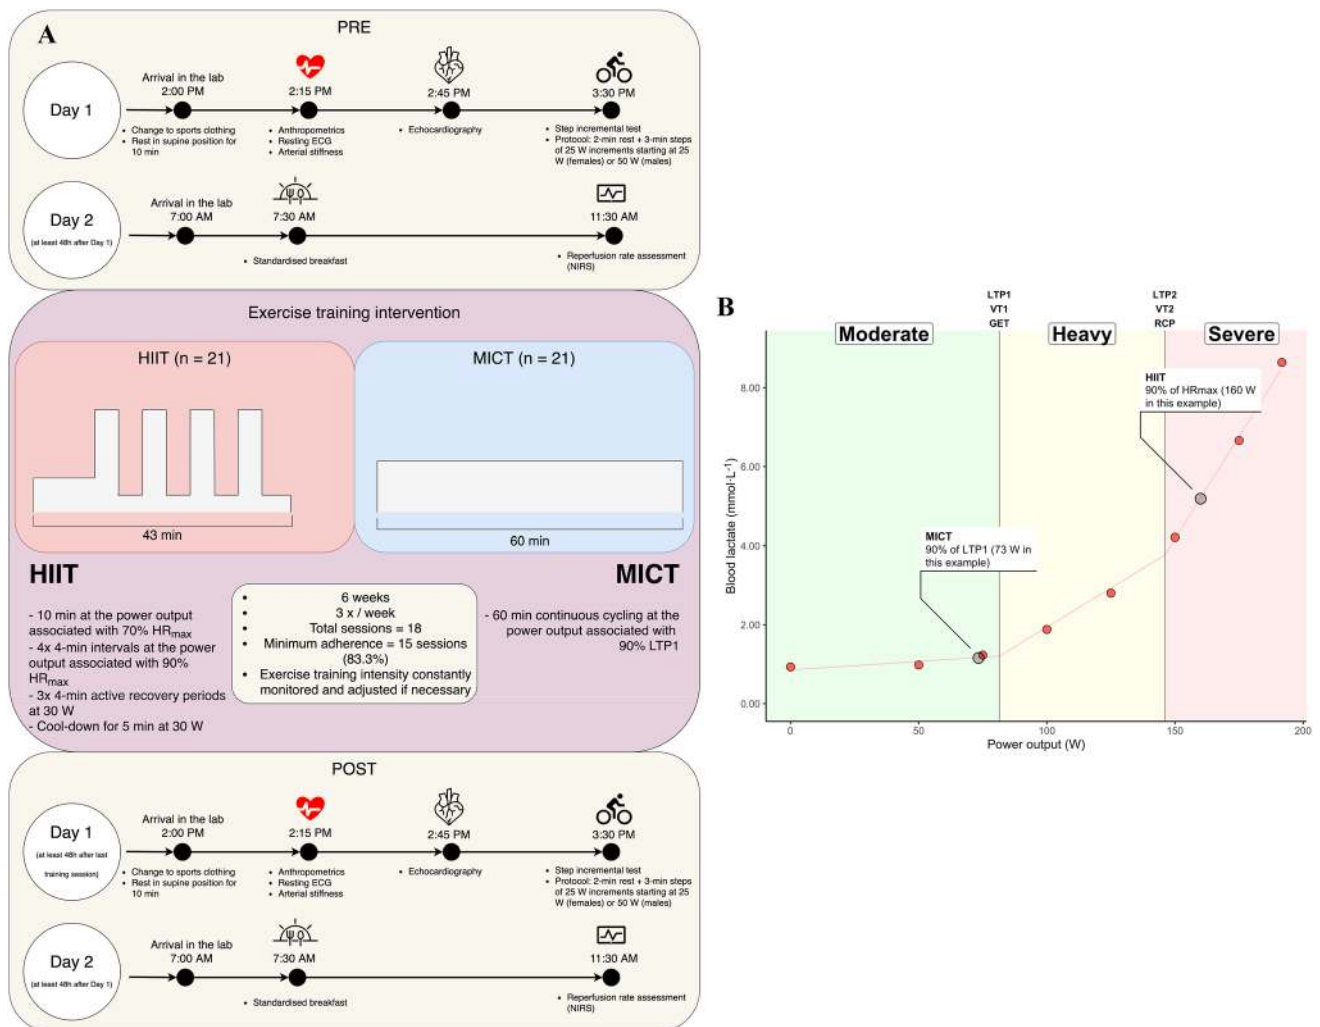 A
PRE
Day 1
Arrival in the lab
2:00 PM
• Change to sports clothing
• Rest in supine position for
10 min
2:15 PM
• Anthropometrics
• Resting ECG
• Arterial stiffness
2:45 PM
• Echocardiography
3:30 PM
• Step incremental test
• Protocol: 2-min rest + 3-min steps
of 25 W increments starting at 25
W (females) or 50 W (males)
Day 2
(at least 48h after Day 1)
Arrival in the lab
7:00 AM
7:30 AM
• Standardised breakfast
11:30 AM
• Reperfusion rate assessment
(NIRS)
Exercise training intervention
HIIT (n = 21)
43 min
MICT (n = 21)
60 min
HIIT
- 10 min at the power output
associated with 70% HRmax
- 4x 4-min intervals at the power
output associated with 90%
HRmax
- 3x 4-min active recovery periods
at 30 W
- Cool-down for 5 min at 30 W
• 6 weeks
• 3 x / week
• Total sessions = 18
• Minimum adherence = 15 sessions
(83.3%)
• Exercise training intensity constantly
monitored and adjusted if necessary
MICT
- 60 min continuous cycling at the
power output associated with
90% LTP1
POST
Day 1
(at least 48h after last
training session)
Arrival in the lab
2:00 PM
• Change to sports clothing
• Rest in supine position for
10 min
2:15 PM
• Anthropometrics
• Resting ECG
• Arterial stiffness
2:45 PM
• Echocardiography
3:30 PM
• Step incremental test
• Protocol: 2-min rest + 3-min steps
of 25 W increments starting at 25
W (females) or 50 W (males)
Day 2
(at least 48h after Day 1)
Arrival in the lab
7:00 AM
7:30 AM
• Standardised breakfast
11:30 AM
• Reperfusion rate assessment
(NIRS)
B
LTP1
VT1
GET
LTP2
VT2
RCP
Moderate
Heavy
Severe
HIIT
90% of HRmax (160 W
in this example)
MICT
90% of LTP1 (73 W in
this example)
Blood lactate (mmol·L⁻¹)
8.00
6.00
4.00
2.00
0.00
0
50
100
150
200
Power output (W)